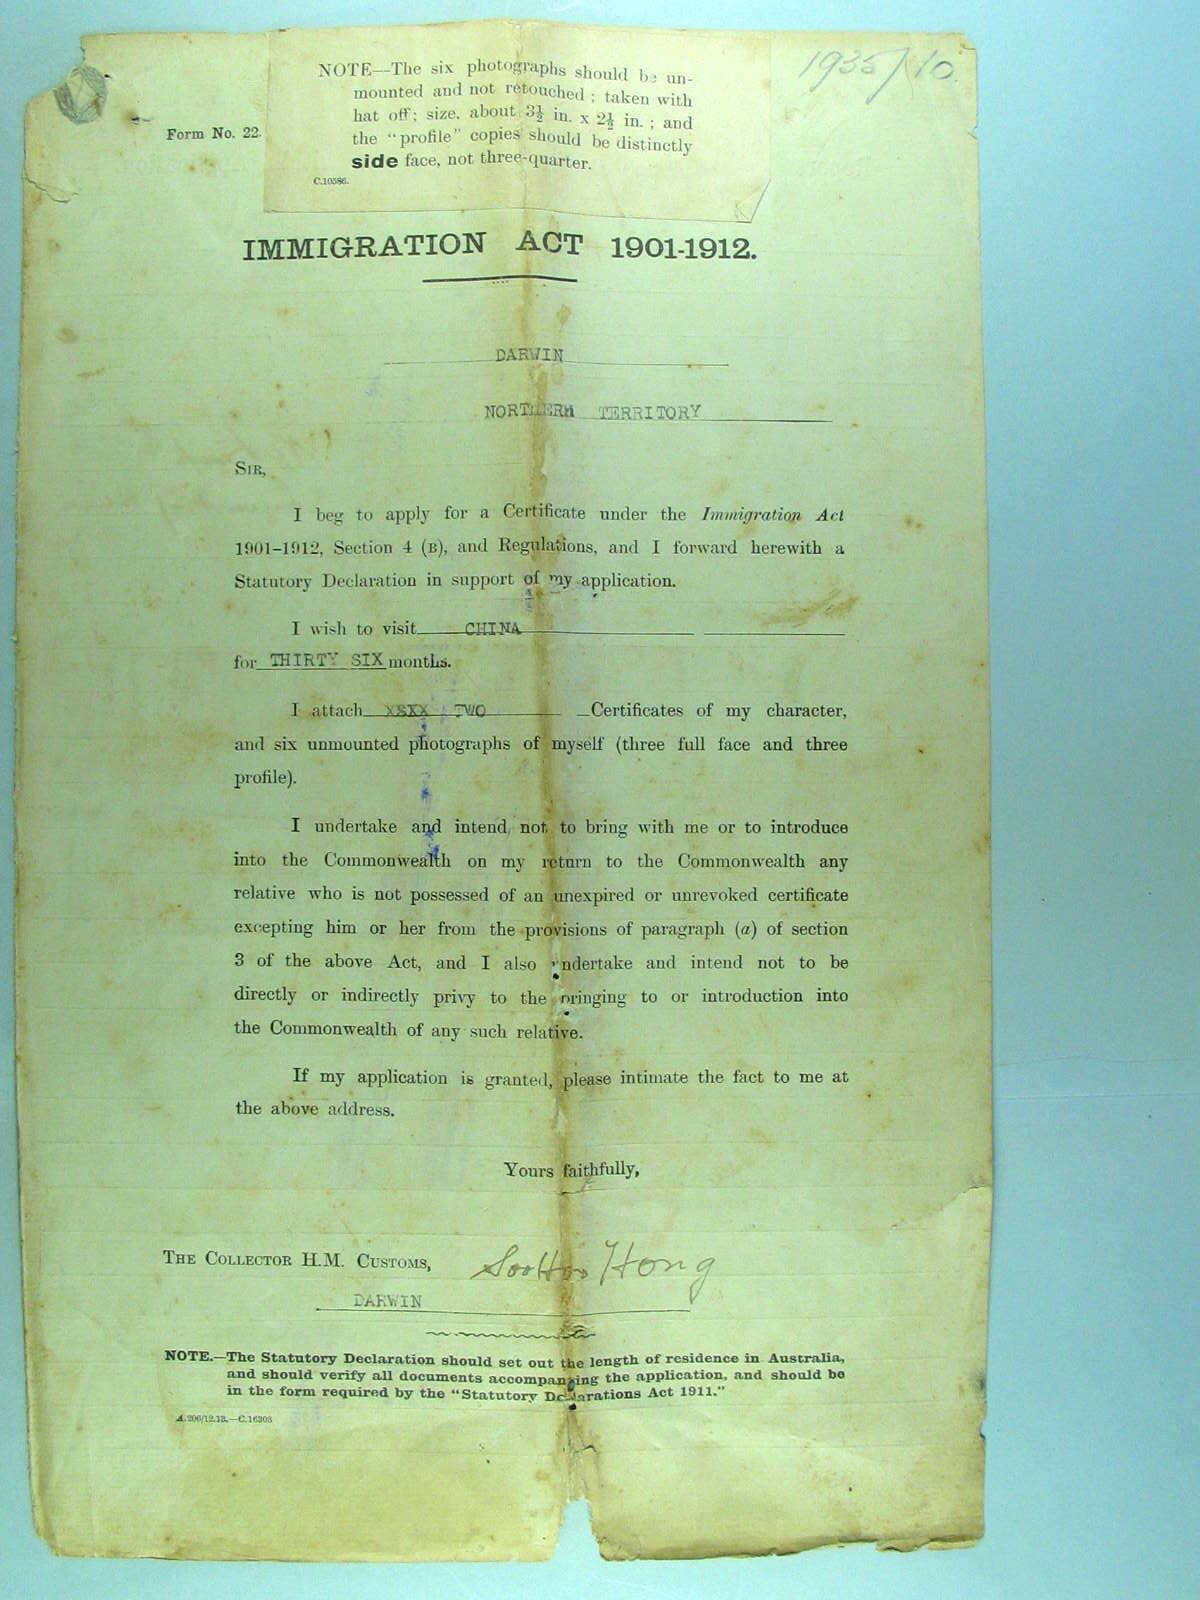 1935/10.
NOTE—The six photographs should be un-
mounted and not retouched; taken with
hat off; size, about 3½ in. x 2½ in.; and
the "profile" copies should be distinctly
side face, not three-quarter.
C.10586.
Form No. 22.
IMMIGRATION ACT 1901-1912.
DARWIN
NORTHERN TERRITORY
SIR,
I beg to apply for a Certificate under the Immigration Act
1901-1912, Section 4 (B), and Regulations, and I forward herewith a
Statutory Declaration in support of my application.
I wish to visit CHINA
for THIRTY SIX months.
I attach TWO Certificates of my character,
and six unmounted photographs of myself (three full face and three
profile).
I undertake and intend not to bring with me or to introduce
into the Commonwealth on my return to the Commonwealth any
relative who is not possessed of an unexpired or unrevoked certificate
excepting him or her from the provisions of paragraph (a) of section
3 of the above Act, and I also undertake and intend not to be
directly or indirectly privy to the bringing to or introduction into
the Commonwealth of any such relative.
If my application is granted, please intimate the fact to me at
the above address.
Yours faithfully,
THE COLLECTOR H.M. CUSTOMS, Soo Hoo Hong
DARWIN
NOTE.—The Statutory Declaration should set out the length of residence in Australia,
and should verify all documents accompanying the application, and should be
in the form required by the "Statutory Declarations Act 1911."
A.200/12.13.—C.16303